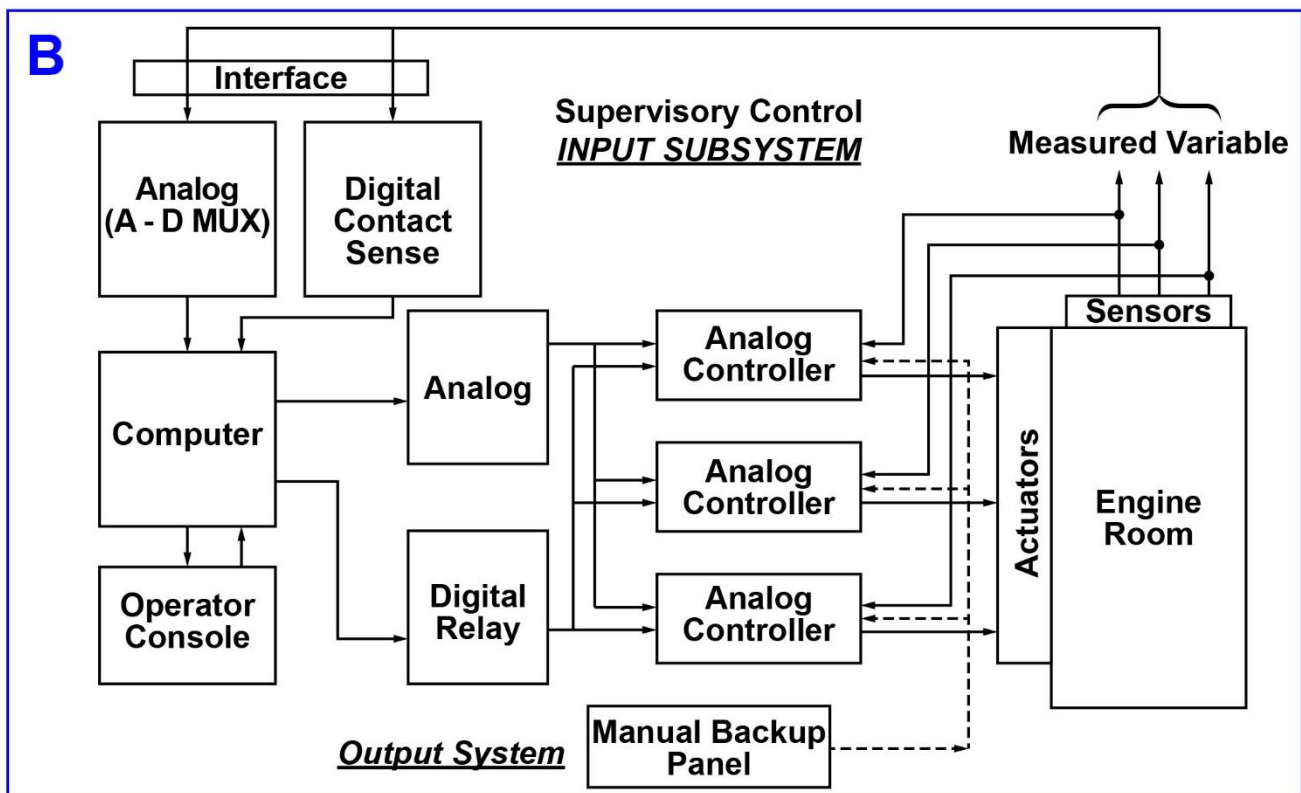 B
Interface
Supervisory Control
INPUT SUBSYSTEM
Measured Variable
Analog
(A - D MUX)
Digital
Contact
Sense
Sensors
Analog
Controller
Analog
Computer
Analog
Controller
Actuators
Engine
Room
Operator
Console
Digital
Relay
Analog
Controller
Output System
Manual Backup
Panel